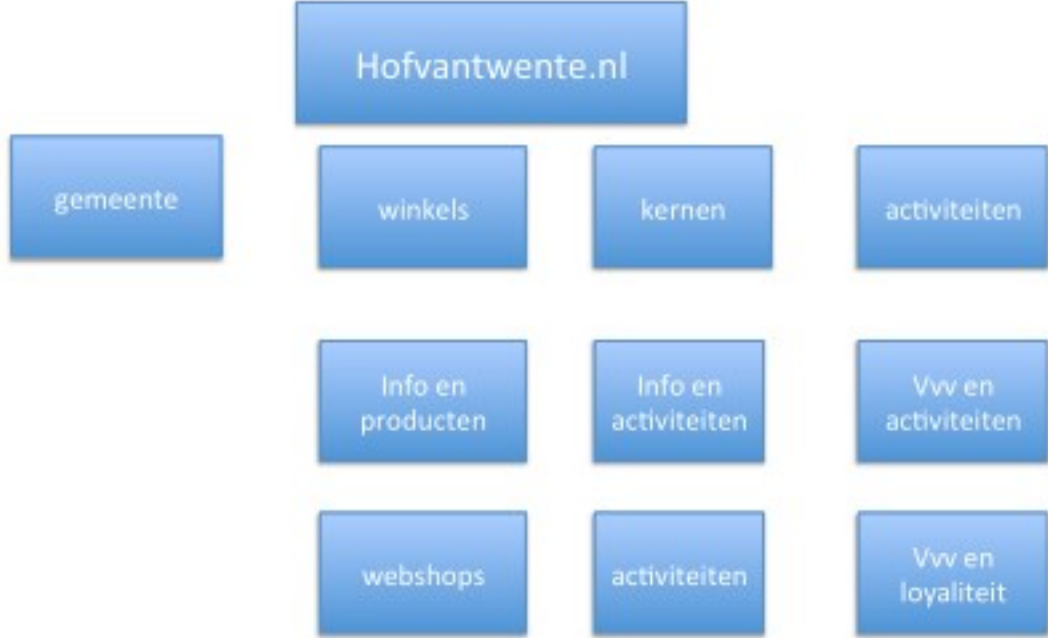 Hofvantwente.nl
gemeente
winkels
kernen
activiteiten
Info en
producten
Info en
activiteiten
Vvv en
activiteiten
webshops
activiteiten
Vvv en
loyaliteit